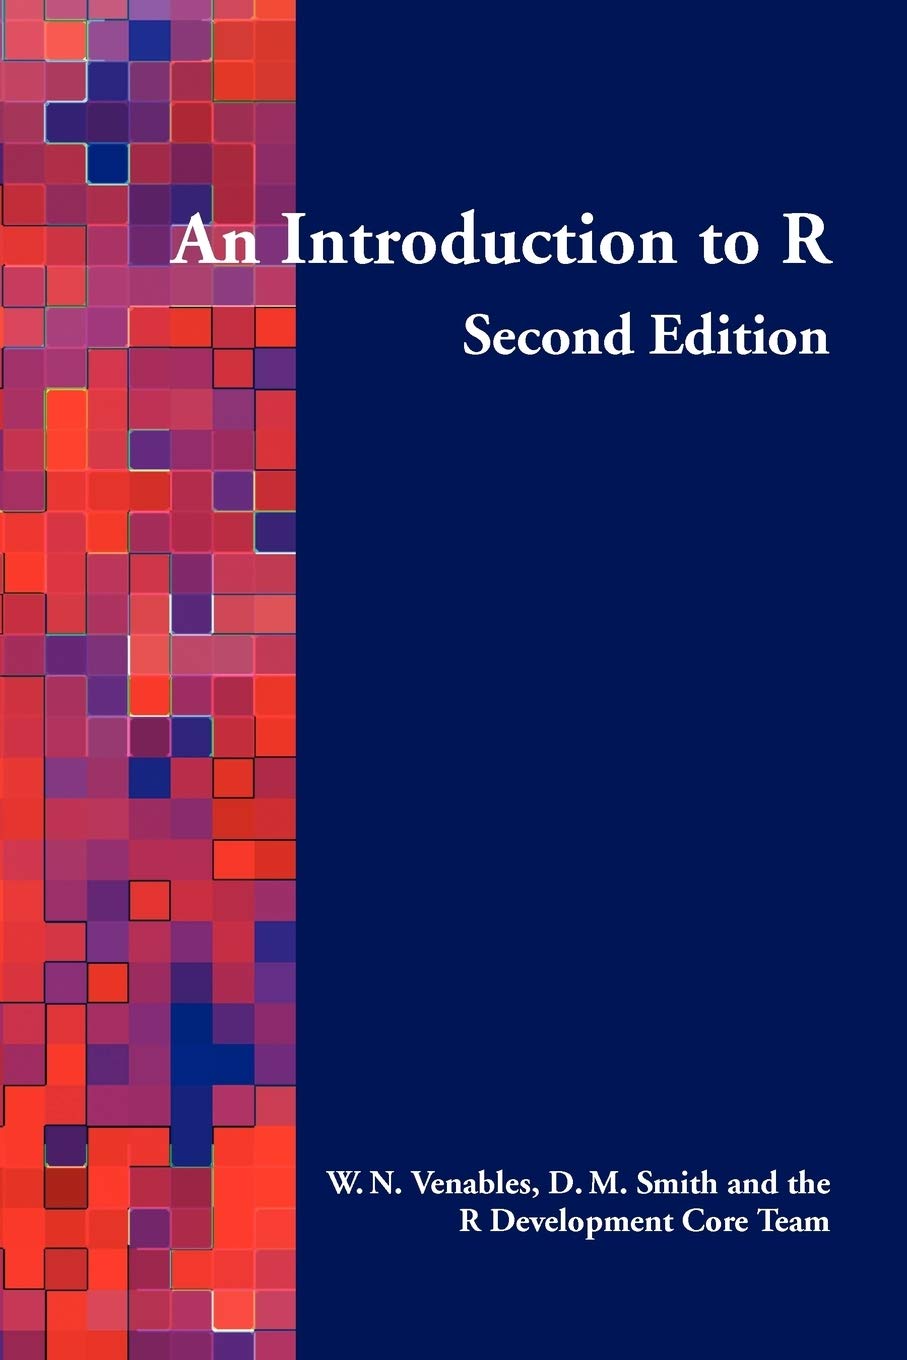 An Introduction to R
Second Edition
W. N. Venables, D. M. Smith and the
R Development Core Team